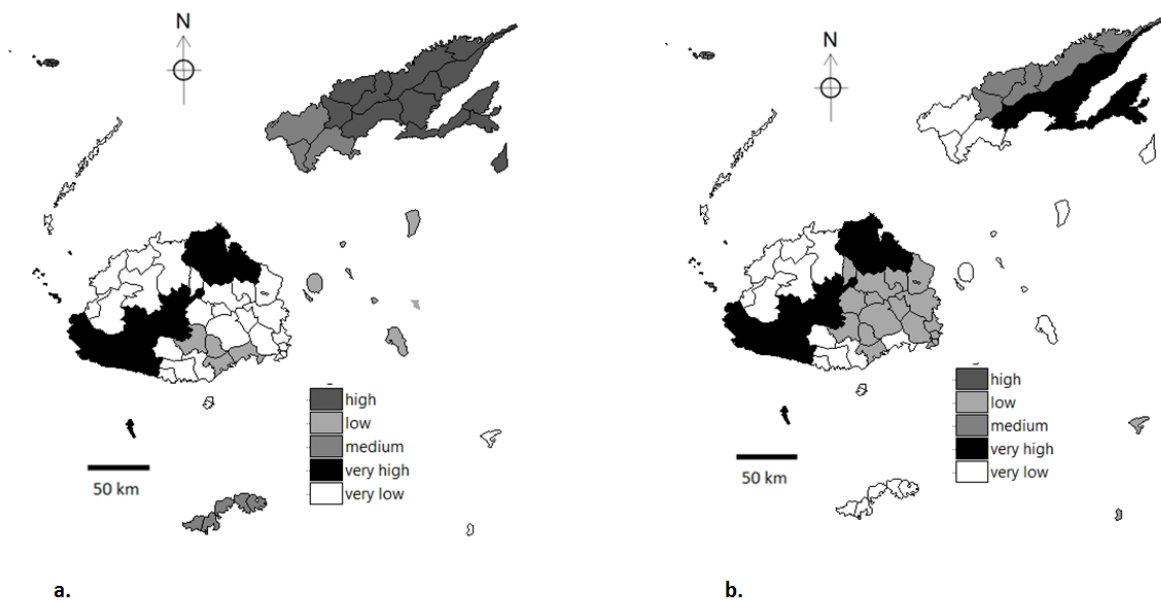 N
high
low
medium
very high
very low
50 km
a.
N
high
low
medium
very high
very low
50 km
b.